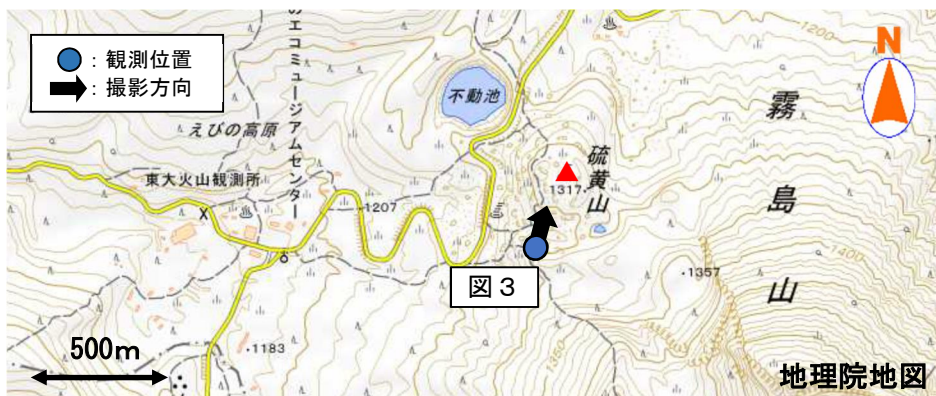 ●：観測位置
➡：撮影方向
のエコミュージアムセンター
えびの高原
東大火山観測所
不動池
1200
N
霧島山
硫黄山
1317
1207
図３
1357
1400
1350
1183
500ｍ
地理院地図